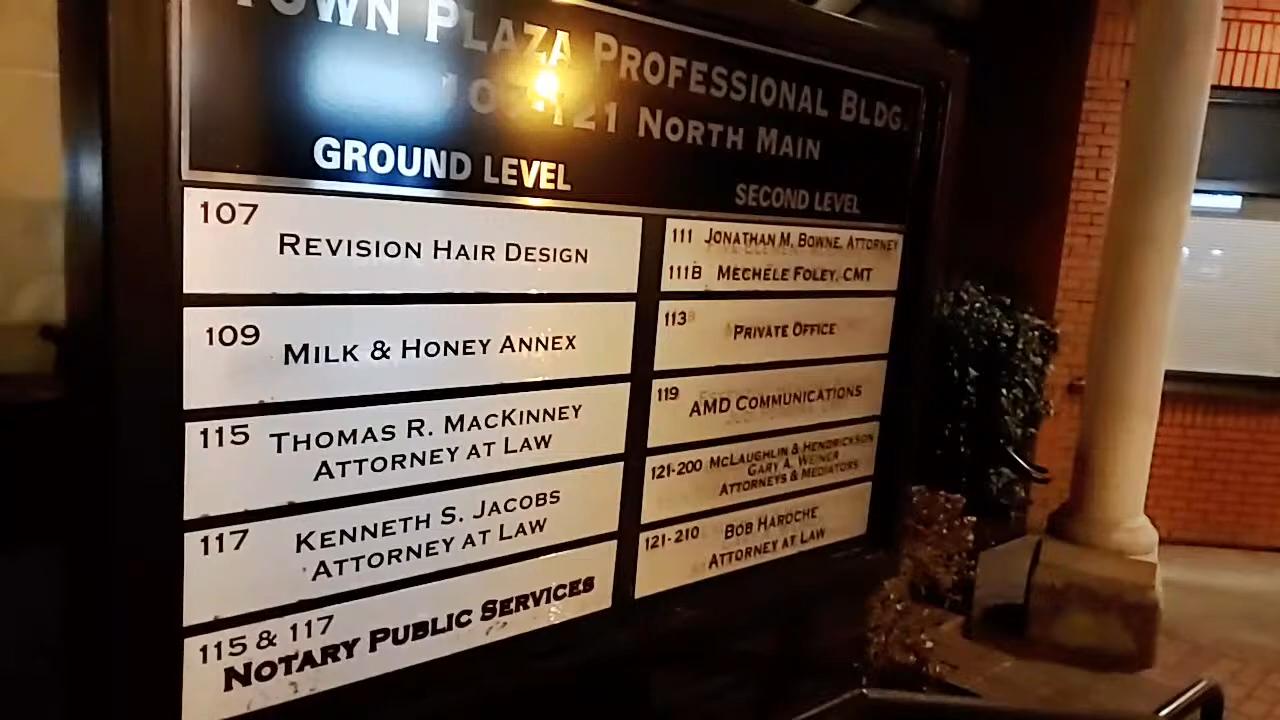 Town Plaza Professional Bldg.
121 North Main
GROUND LEVEL
107
Revision Hair Design
109
Milk & Honey Annex
115
Thomas R. MacKinney
Attorney at Law
117
Kenneth S. Jacobs
Attorney at Law
115 & 117
Notary Public Services
SECOND LEVEL
111 Jonathan M. Bowne, Attorney
111B Mechele Foley, CMT
113
Private Office
119
AMD Communications
121-200 McLaughlin & Hendrickson
Gary A. Weiner
Attorneys & Mediators
121-210 Bob Haroche
Attorney at Law